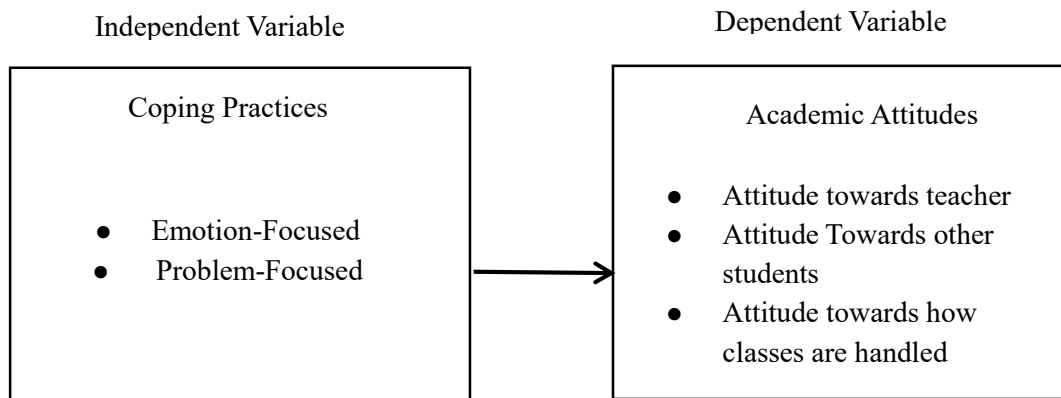 Independent Variable
Dependent Variable
Coping Practices
● Emotion-Focused
● Problem-Focused
Academic Attitudes
● Attitude towards teacher
● Attitude Towards other
students
● Attitude towards how
classes are handled